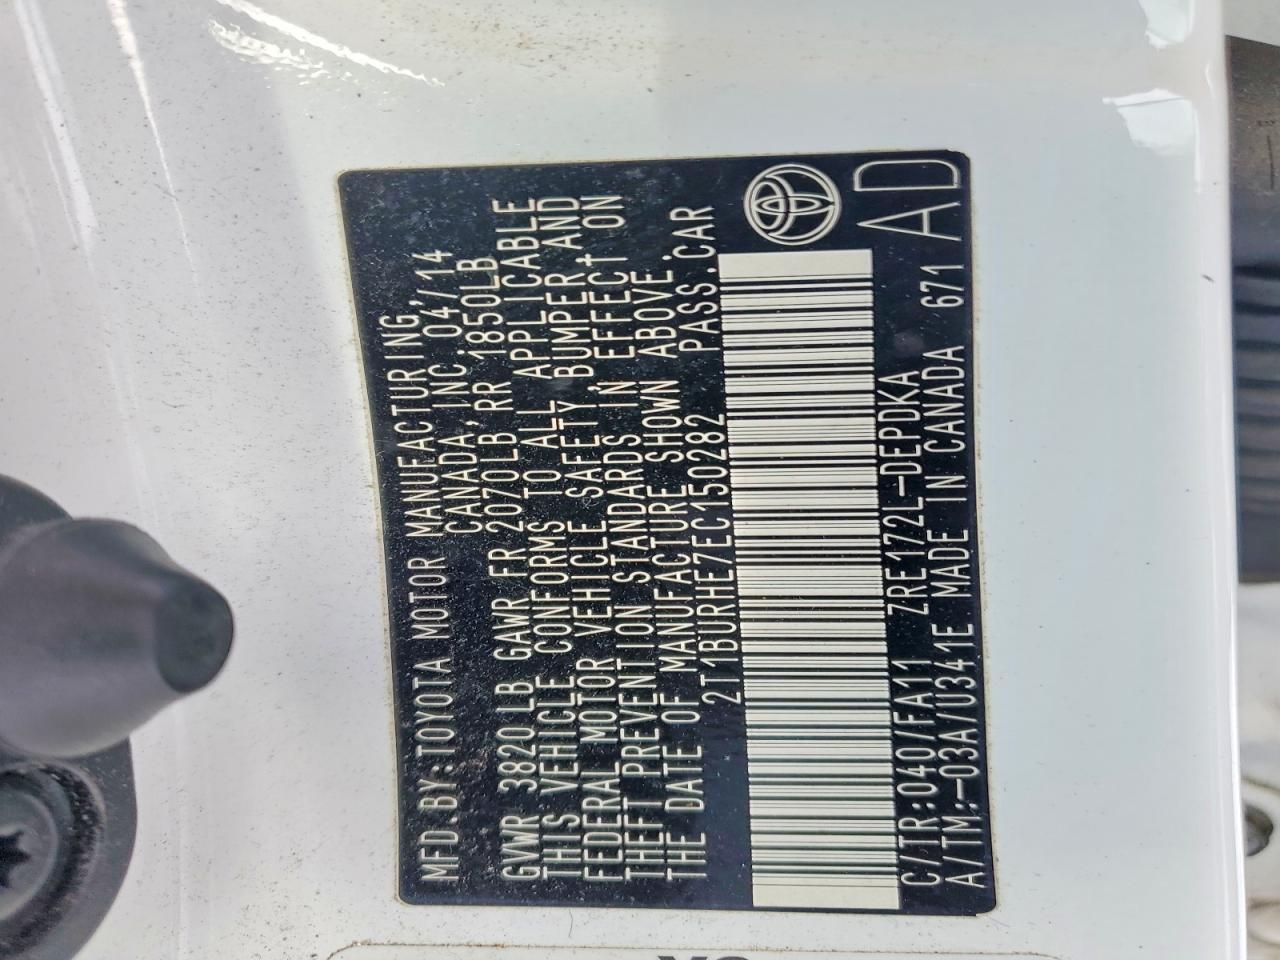 MFD.BY:TOYOTA MOTOR MANUFACTURING,
CANADA, INC. 04/14
GVWR 3820LB GAWR FR 2070LB, RR 1850LB
THIS VEHICLE CONFORMS TO ALL APPLICABLE
FEDERAL MOTOR VEHICLE SAFETY, BUMPER AND
THEFT PREVENTION STANDARDS IN EFFECT ON
THE DATE OF MANUFACTURE SHOWN ABOVE.
2T1BURHE7EC150282 PASS.CAR
C/TR:040/FA11 ZRE172L-DEPDKA
A/TM:-03A/U341E MADE IN CANADA 671 AD